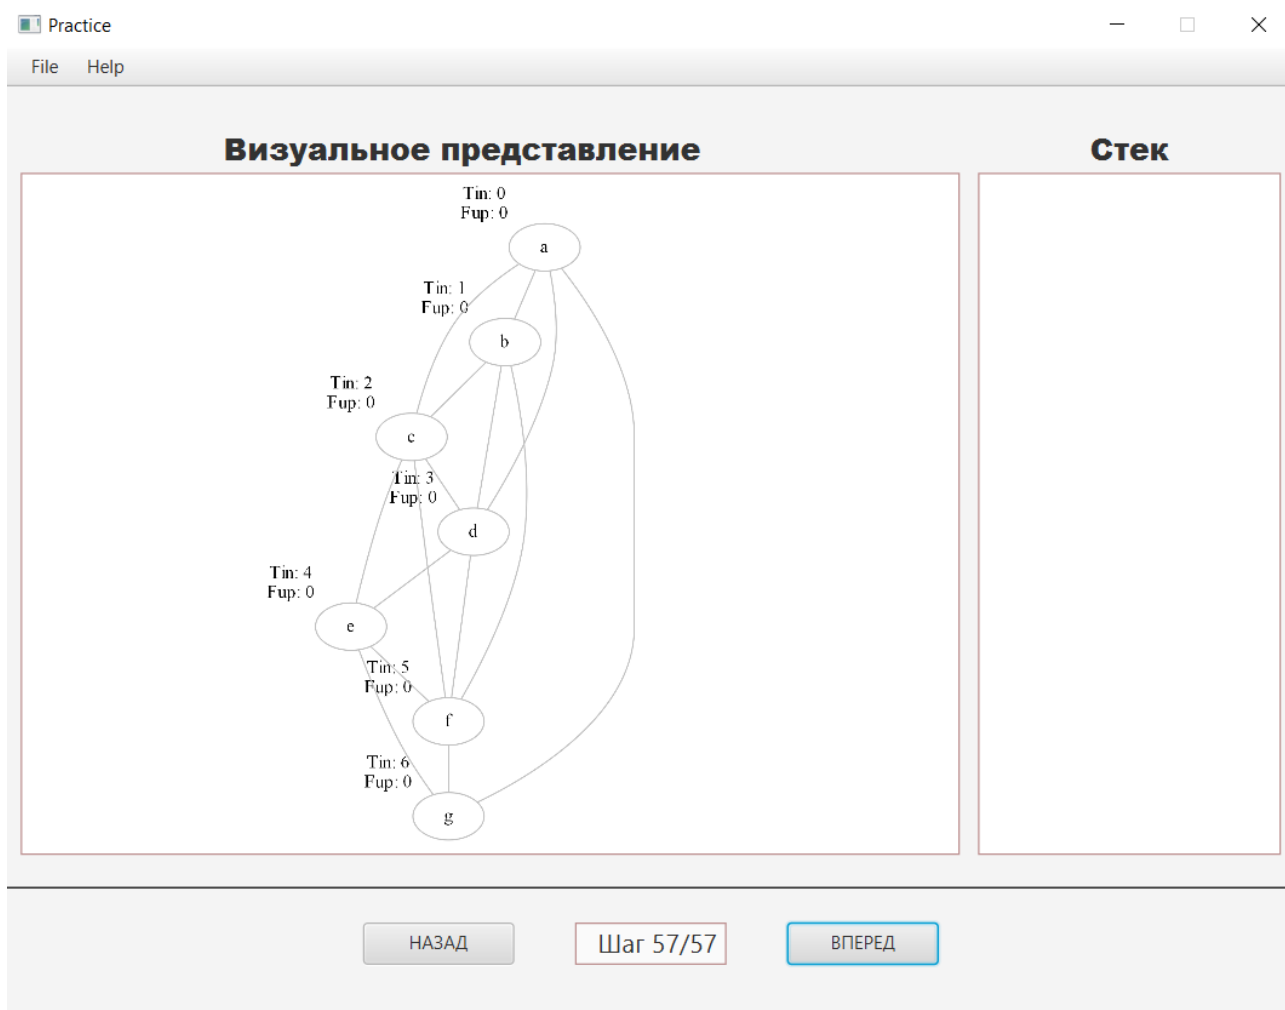 Practice
File Help
Визуальное представление
Стек
Tin: 0
Fup: 0
a
Tin: 1
Fup: 0
b
Tin: 2
Fup: 0
c
Tin: 3
Fup: 0
d
Tin: 4
Fup: 0
e
Tin: 5
Fup: 0
f
Tin: 6
Fup: 0
g
НАЗАД
Шаг 57/57
ВПЕРЕД